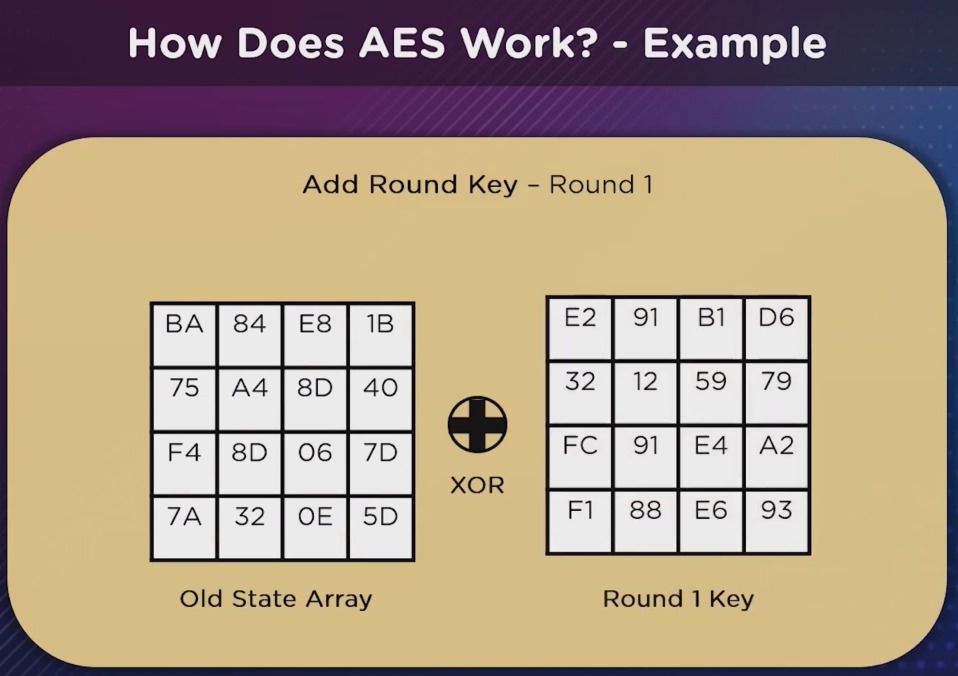 How Does AES Work? - Example
Add Round Key – Round 1
BA 84 E8 1B
75 A4 8D 40
F4 8D 06 7D
7A 32 0E 5D
Old State Array
XOR
E2 91 B1 D6
32 12 59 79
FC 91 E4 A2
F1 88 E6 93
Round 1 Key